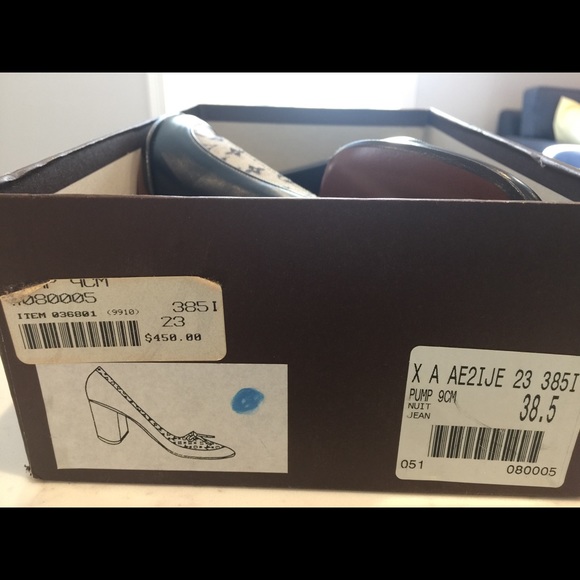 9CM
080005 385I
ITEM 036801 (9910) 23
$450.00
X A AE2IJE 23 385I
PUMP 9CM 38.5
NUIT
JEAN
051 080005